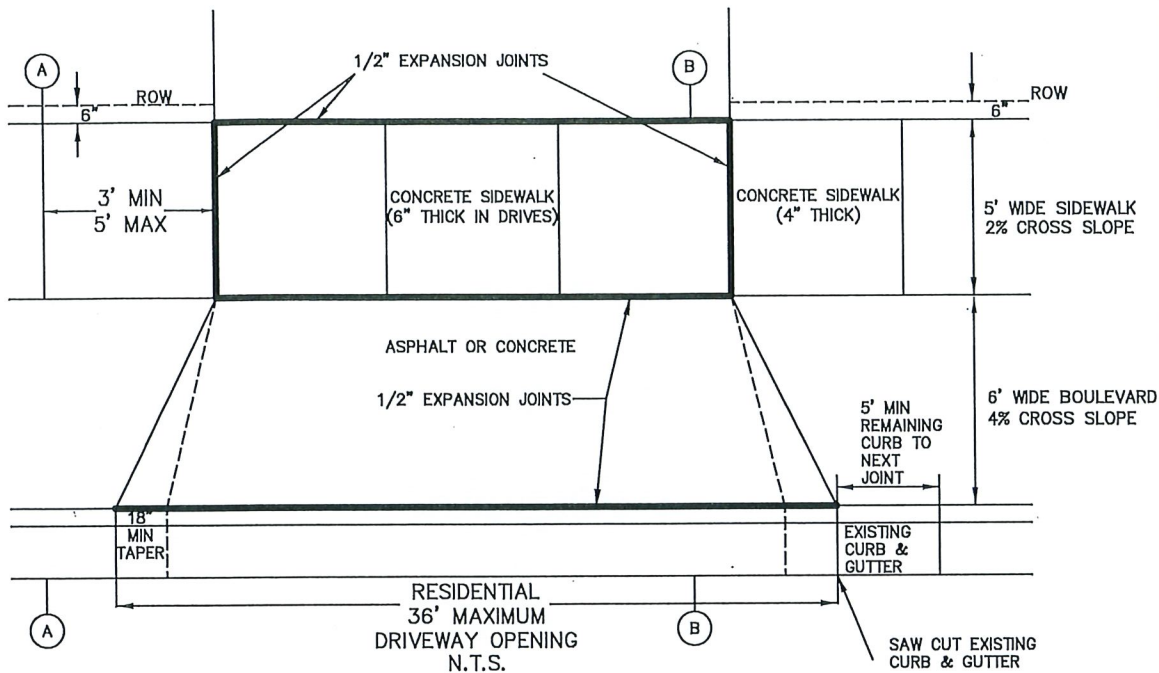 A
1/2" EXPANSION JOINTS
B
ROW
6"
ROW
6"
3' MIN
5' MAX
CONCRETE SIDEWALK
(6" THICK IN DRIVES)
CONCRETE SIDEWALK
(4" THICK)
5' WIDE SIDEWALK
2% CROSS SLOPE
ASPHALT OR CONCRETE
1/2" EXPANSION JOINTS
6' WIDE BOULEVARD
4% CROSS SLOPE
5' MIN
REMAINING
CURB TO
NEXT
JOINT
18"
MIN
TAPER
EXISTING
CURB &
GUTTER
RESIDENTIAL
36' MAXIMUM
DRIVEWAY OPENING
N.T.S.
A
B
SAW CUT EXISTING
CURB & GUTTER